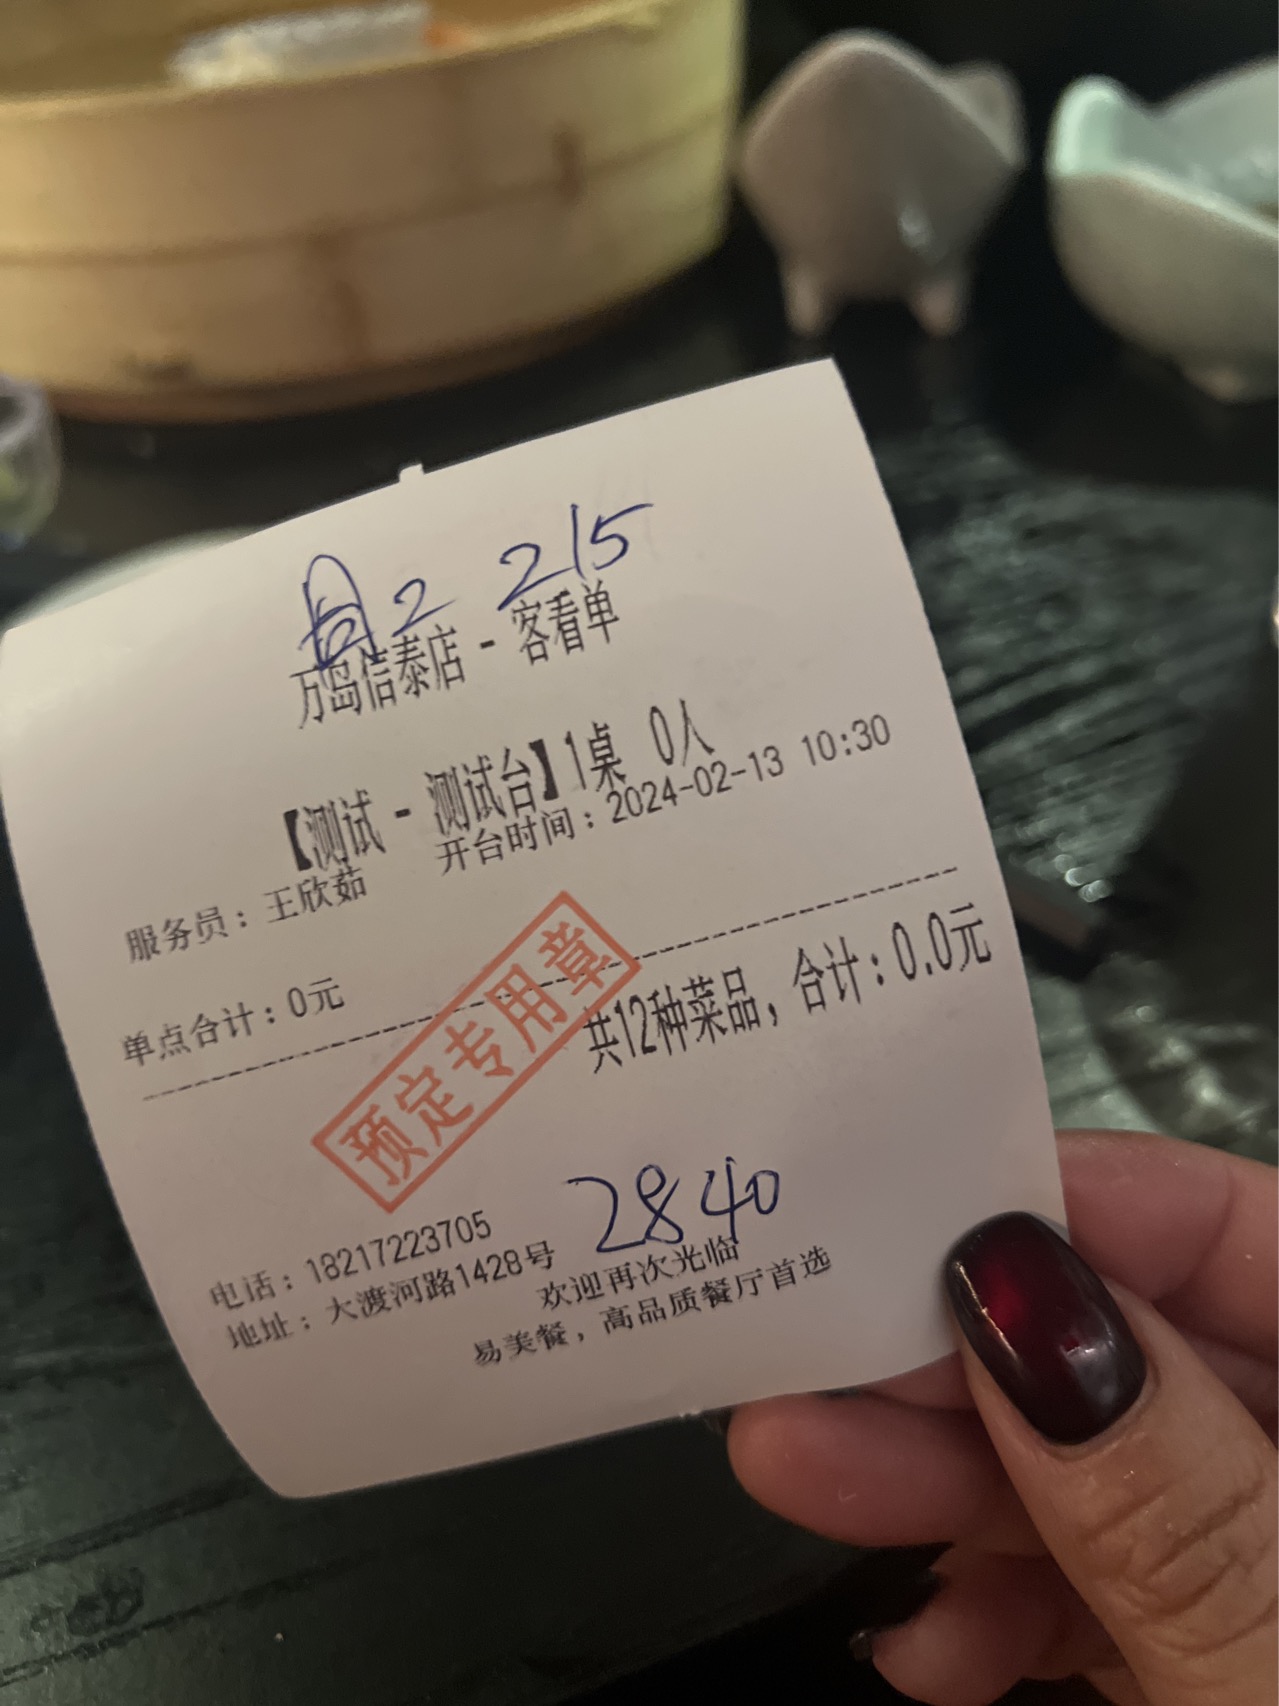 2 215
万岛信泰店 - 客看单
【测试 - 测试台】1桌 0人
服务员：王欣茹 开台时间：2024-02-13 10:30
单点合计：0元
共12种菜品，合计：0.0元
预定专用章
2840
电话：18217223705
地址：大渡河路1428号
欢迎再次光临
易美餐，高品质餐厅首选